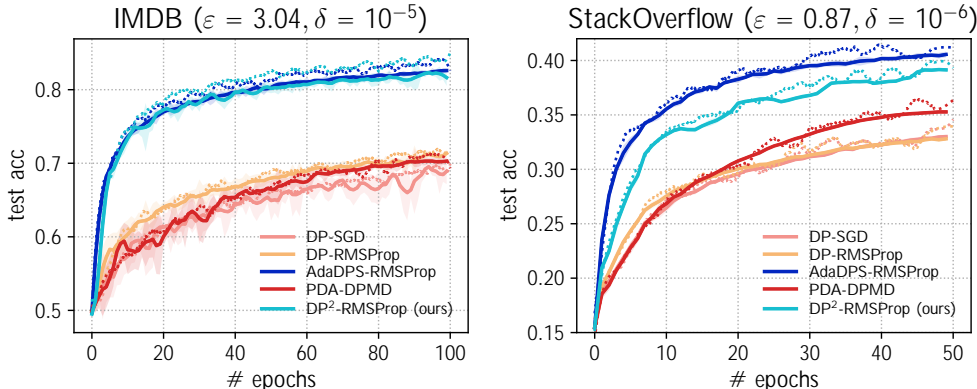 IMDB (ε = 3.04, δ = 10⁻⁵)
test acc
0.8
0.7
0.6
0.5
DP-SGD
DP-RMSProp
AdaDPS-RMSProp
PDA-DPMD
DP²-RMSProp (ours)
0 20 40 60 80 100
# epochs
StackOverflow (ε = 0.87, δ = 10⁻⁶)
test acc
0.40
0.35
0.30
0.25
0.20
0.15
DP-SGD
DP-RMSProp
AdaDPS-RMSProp
PDA-DPMD
DP²-RMSProp (ours)
0 10 20 30 40 50
# epochs